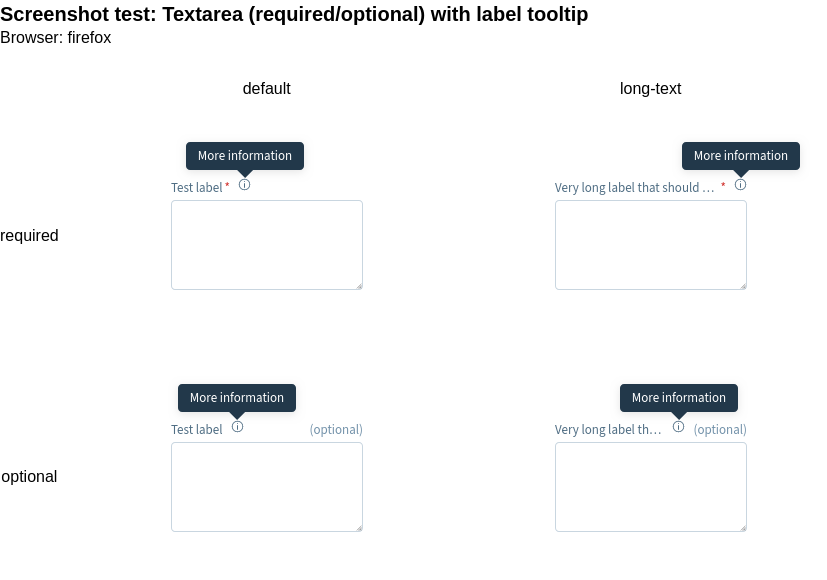 Screenshot test: Textarea (required/optional) with label tooltip
Browser: firefox
default
long-text
More information
More information
Test label *
Very long label that should … *
required
More information
More information
Test label
(optional)
Very long label th…
(optional)
optional